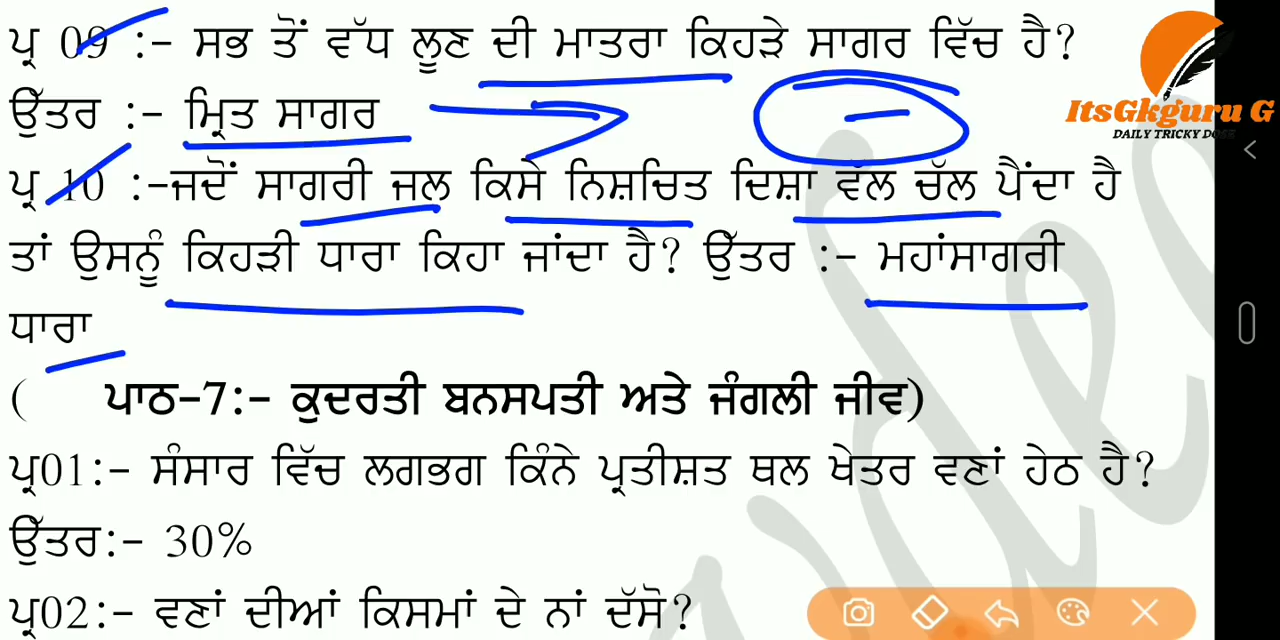 ਪ੍ਰ 09 :- ਸਭ ਤੋਂ ਵੱਧ ਲੂਣ ਦੀ ਮਾਤਰਾ ਕਿਹੜੇ ਸਾਗਰ ਵਿੱਚ ਹੈ?
ItsGkguru G
DAILY TRICKY DOSE
ਉੱਤਰ :- ਮ੍ਰਿਤ ਸਾਗਰ
ਪ੍ਰ 10 :-ਜਦੋਂ ਸਾਗਰੀ ਜਲ ਕਿਸੇ ਨਿਸ਼ਚਿਤ ਦਿਸ਼ਾ ਵੱਲ ਚੱਲ ਪੈਂਦਾ ਹੈ
ਤਾਂ ਉਸਨੂੰ ਕਿਹੜੀ ਧਾਰਾ ਕਿਹਾ ਜਾਂਦਾ ਹੈ? ਉੱਤਰ :- ਮਹਾਂਸਾਗਰੀ
ਧਾਰਾ
( ਪਾਠ-7:- ਕੁਦਰਤੀ ਬਨਸਪਤੀ ਅਤੇ ਜੰਗਲੀ ਜੀਵ)
ਪ੍ਰ01:- ਸੰਸਾਰ ਵਿੱਚ ਲਗਭਗ ਕਿੰਨੇ ਪ੍ਰਤੀਸ਼ਤ ਥਲ ਖੇਤਰ ਵਣਾਂ ਹੇਠ ਹੈ?
ਉੱਤਰ:- 30%
ਪ੍ਰ02:- ਵਣਾਂ ਦੀਆਂ ਕਿਸਮਾਂ ਦੇ ਨਾਂ ਦੱਸੋ?